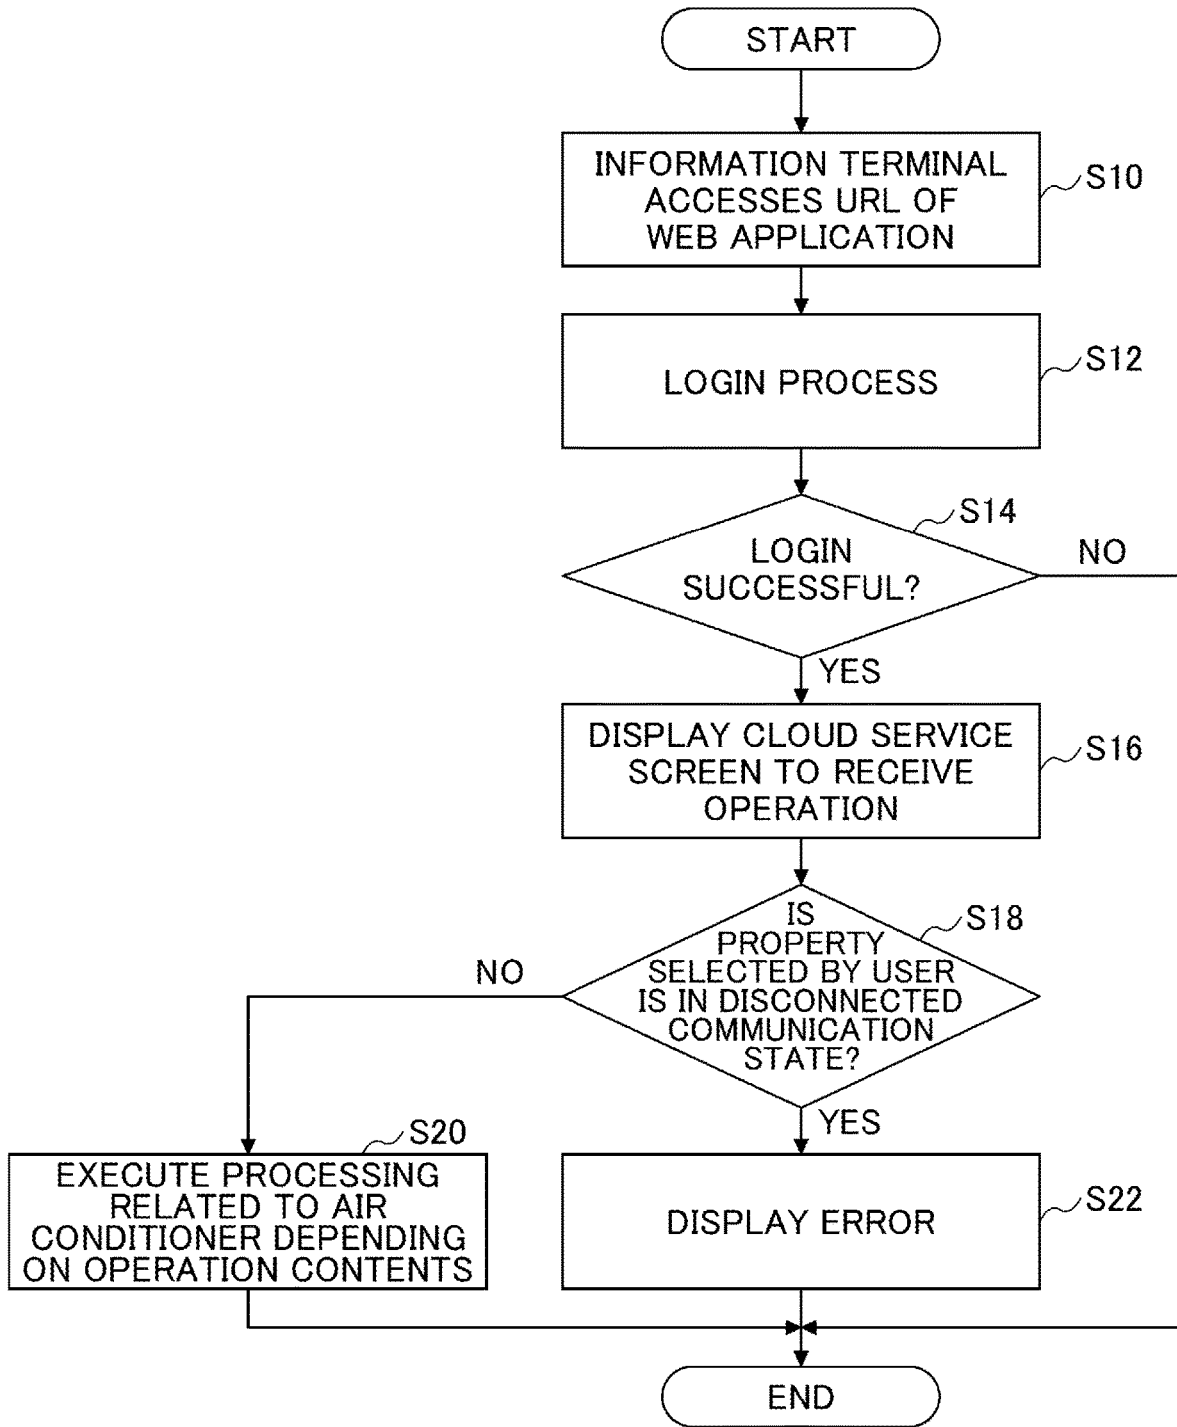 START
INFORMATION TERMINAL
ACCESSES URL OF
WEB APPLICATION
S10
LOGIN PROCESS
S12
S14
LOGIN
SUCCESSFUL?
NO
YES
DISPLAY CLOUD SERVICE
SCREEN TO RECEIVE
OPERATION
S16
S18
IS
PROPERTY
SELECTED BY USER
IS IN DISCONNECTED
COMMUNICATION
STATE?
NO
YES
S20
EXECUTE PROCESSING
RELATED TO AIR
CONDITIONER DEPENDING
ON OPERATION CONTENTS
DISPLAY ERROR
S22
END